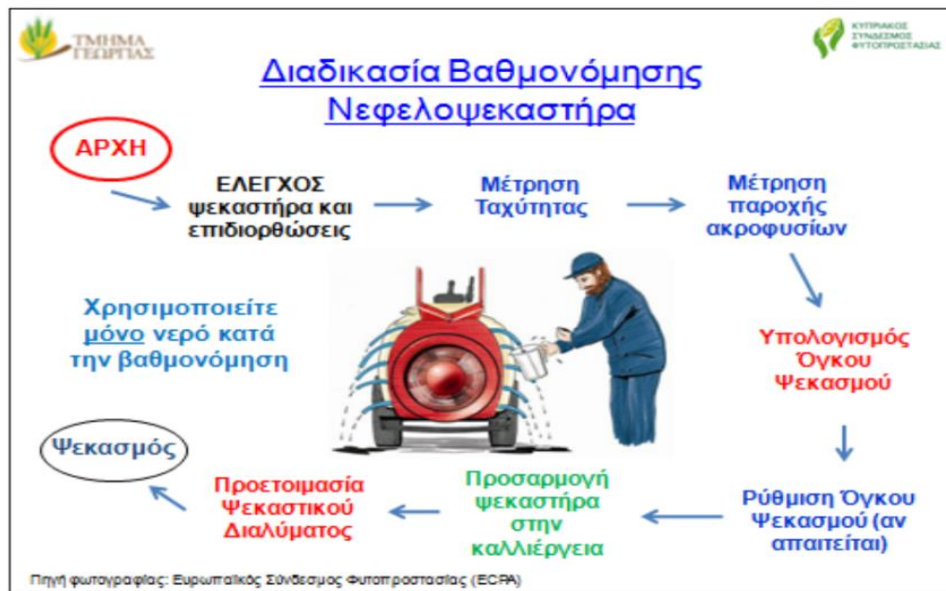 ΤΜΗΜΑ
ΓΕΩΡΓΙΑΣ
ΚΥΠΡΙΑΚΟΣ
ΣΥΝΔΕΣΜΟΣ
ΦΥΤΟΠΡΟΣΤΑΣΙΑΣ
Διαδικασία Βαθμονόμησης
Νεφελοψεκαστήρα
ΑΡΧΗ
ΕΛΕΓΧΟΣ
ψεκαστήρα και
επιδιορθώσεις
Μέτρηση
Ταχύτητας
Μέτρηση
παροχής
ακροφυσίων
Υπολογισμός
Όγκου
Ψεκασμού
Ρύθμιση Όγκου
Ψεκασμού (αν
απαιτείται)
Προσαρμογή
ψεκαστήρα
στην
καλλιέργεια
Προετοιμασία
Ψεκαστικού
Διαλύματος
Ψεκασμός
Χρησιμοποιείτε
μόνο νερό κατά
την βαθμονόμηση
Πηγή φωτογραφίας: Ευρωπαϊκός Σύνδεσμος Φυτοπροστασίας (ECPA)